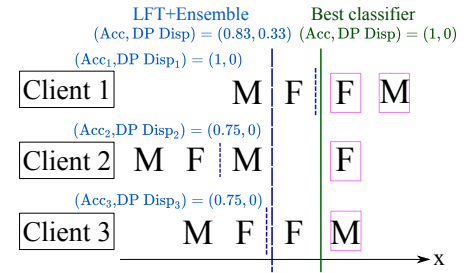 LFT+Ensemble Best classifier
(Acc, DP Disp) = (0.83, 0.33) (Acc, DP Disp) = (1, 0)
(Acc₁,DP Disp₁) = (1, 0)
Client 1 M F F M
(Acc₂,DP Disp₂) = (0.75, 0)
Client 2 M F M F
(Acc₃,DP Disp₃) = (0.75, 0)
Client 3 M F F M
x